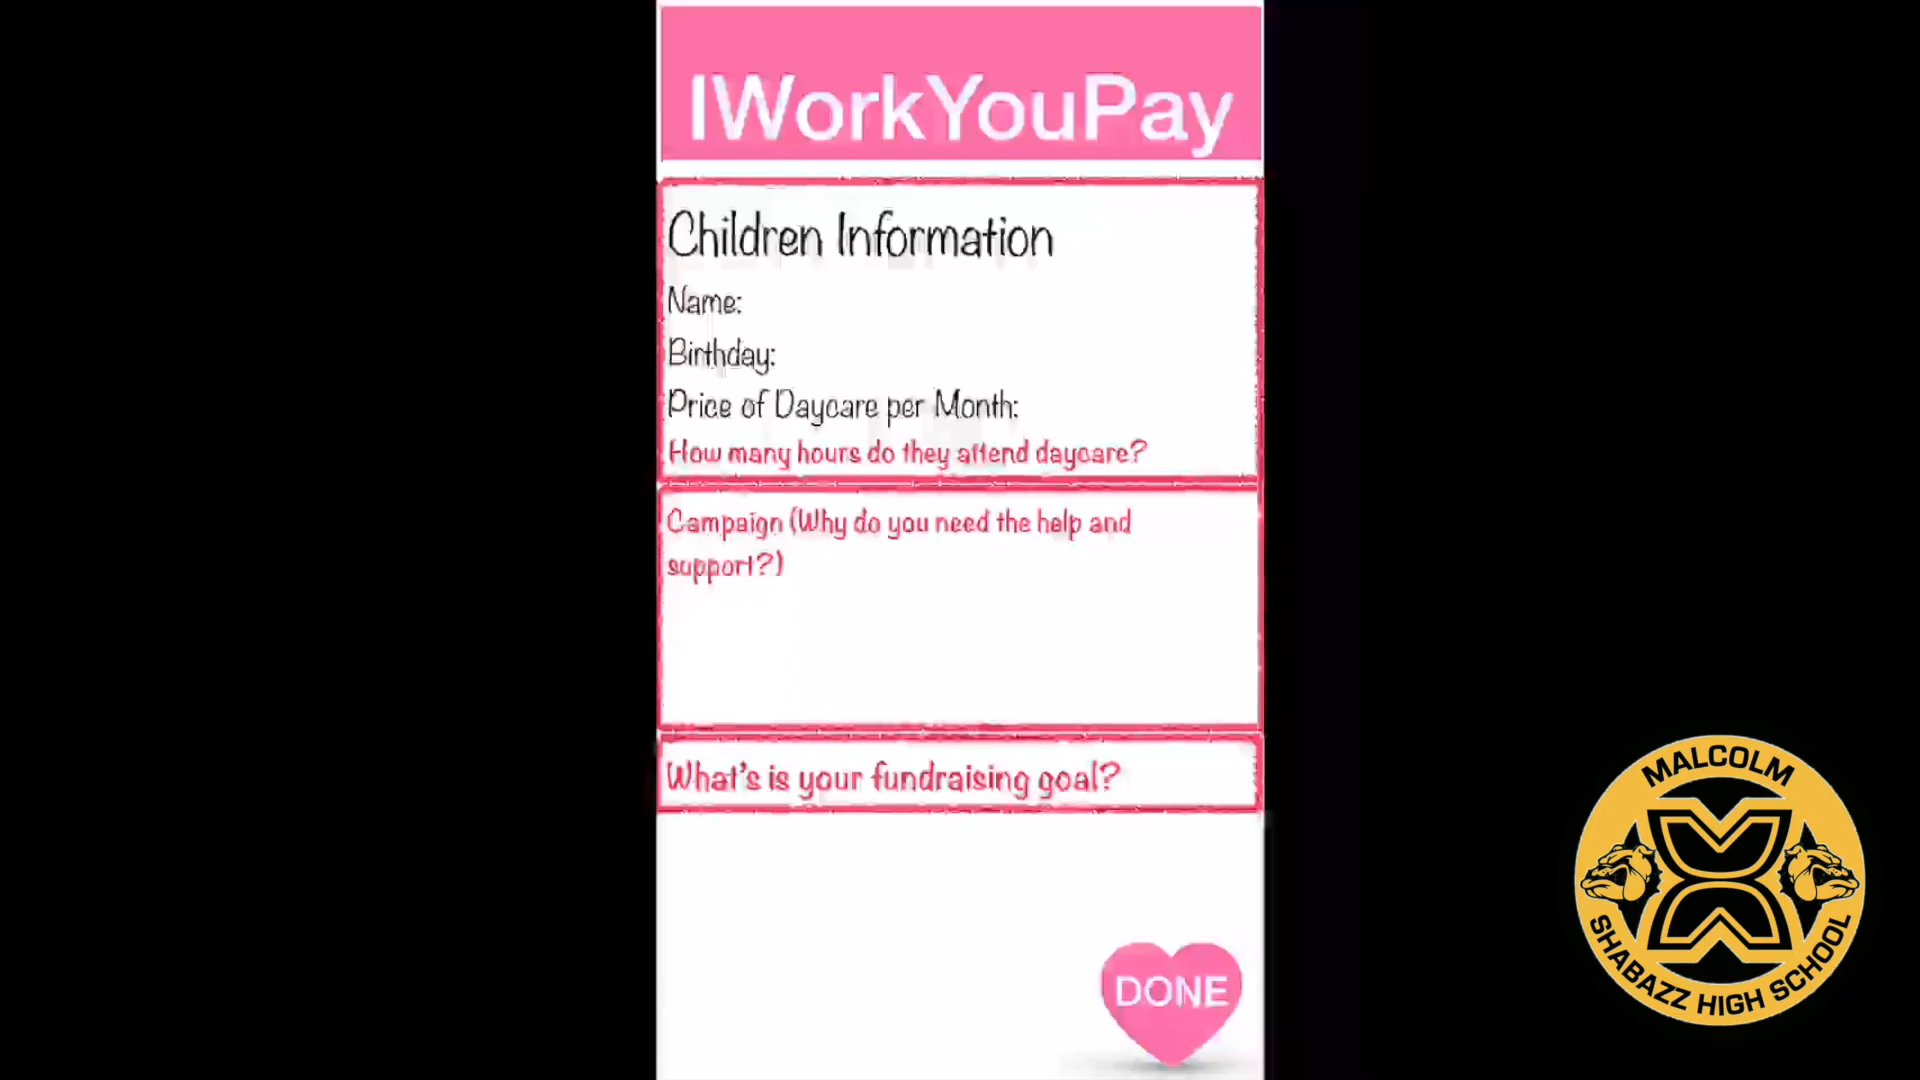 IWorkYouPay
Children Information
Name:
Birthday:
Price of Daycare per Month:
How many hours do they attend daycare?
Campaign (Why do you need the help and
support?)
What's is your fundraising goal?
DONE
MALCOLM
SHABAZZ HIGH SCHOOL